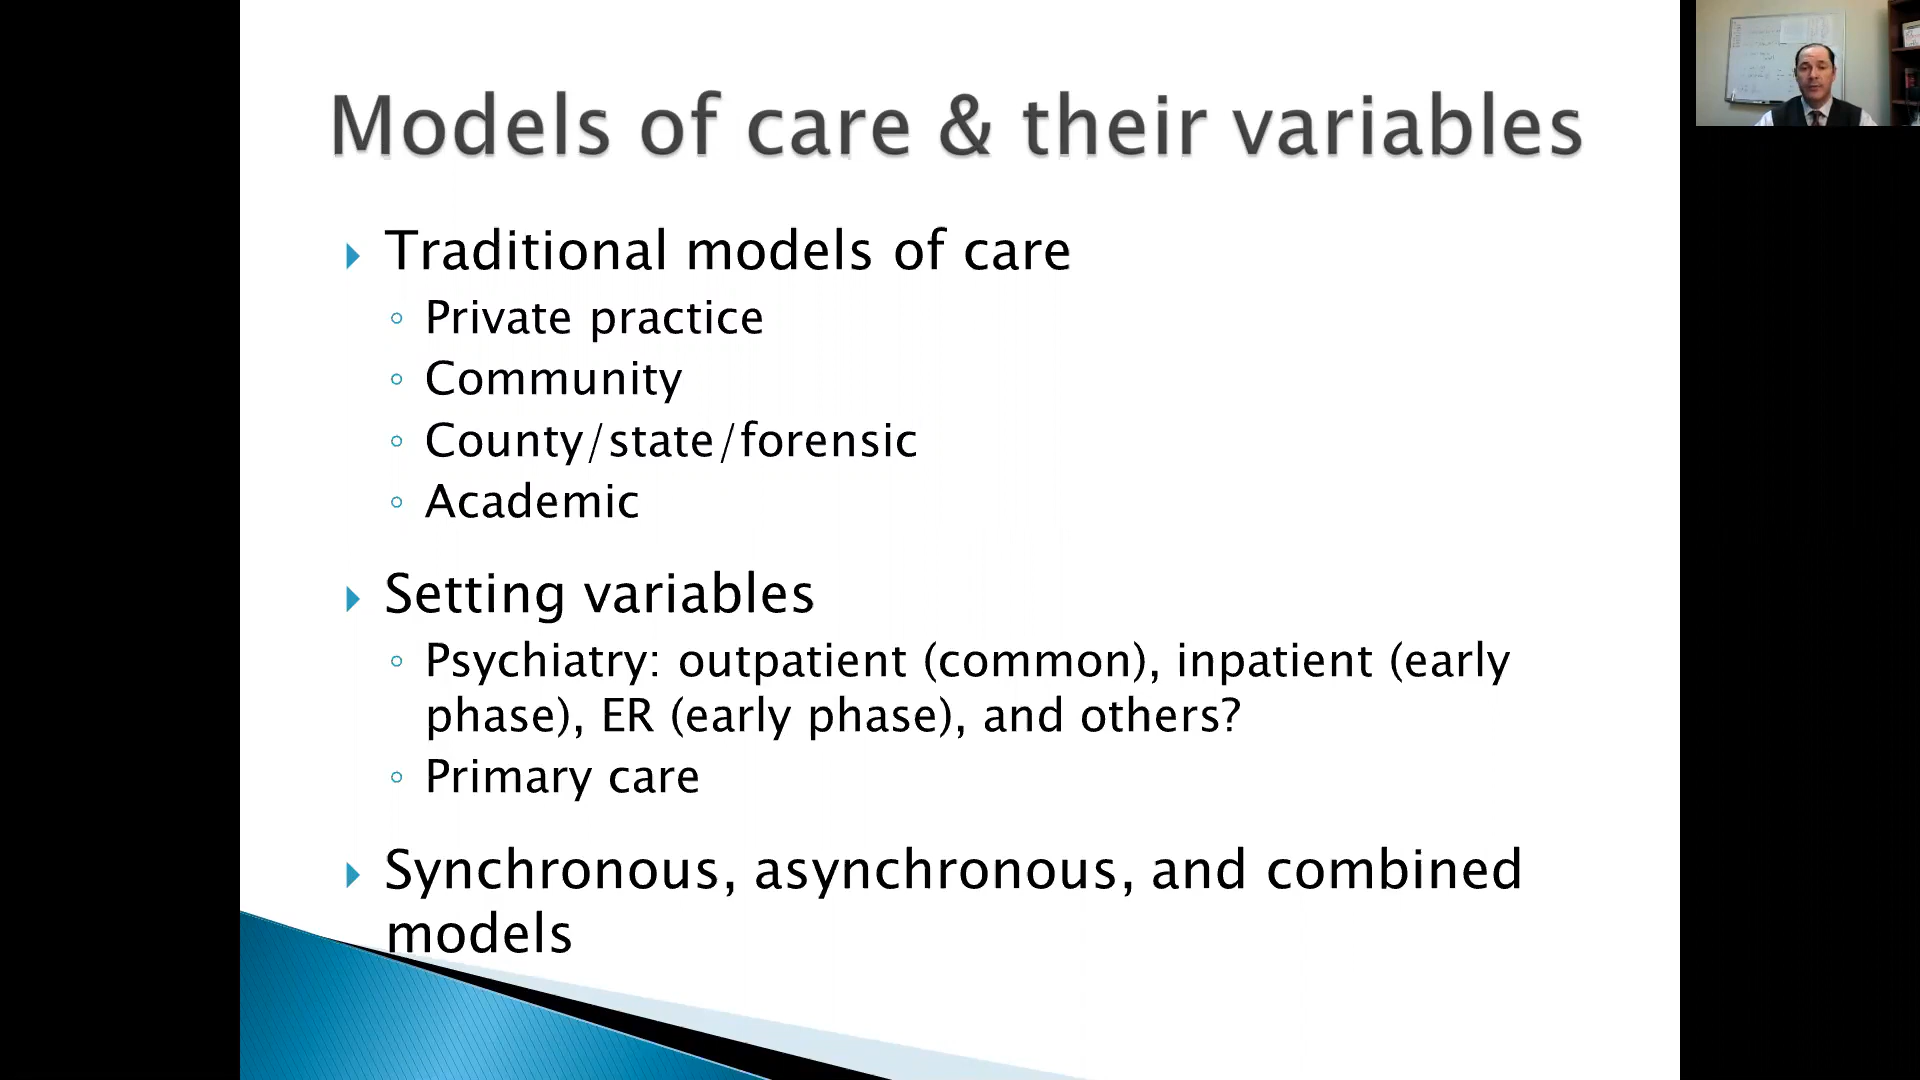 Models of care & their variables
Traditional models of care
Private practice
Community
County/state/forensic
Academic
Setting variables
Psychiatry: outpatient (common), inpatient (early
phase), ER (early phase), and others?
Primary care
Synchronous, asynchronous, and combined
models